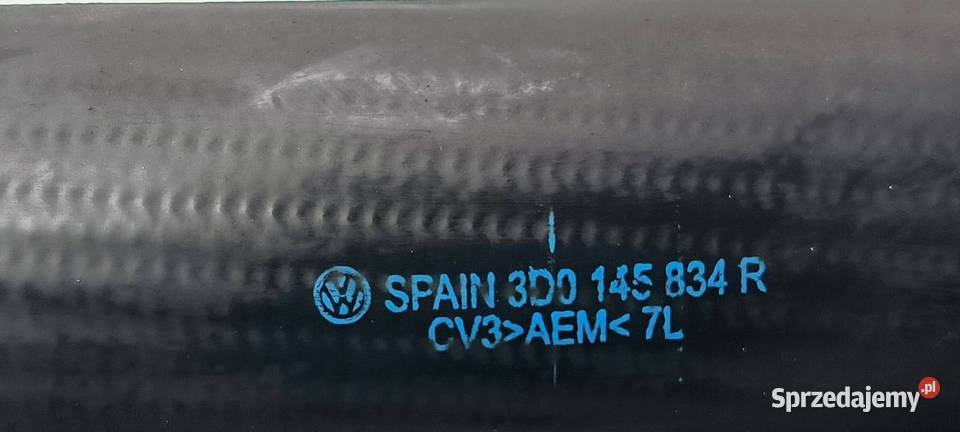 SPAIN 3D0 145 834 R
CV3>AEM< 7L
Sprzedajemy.pl